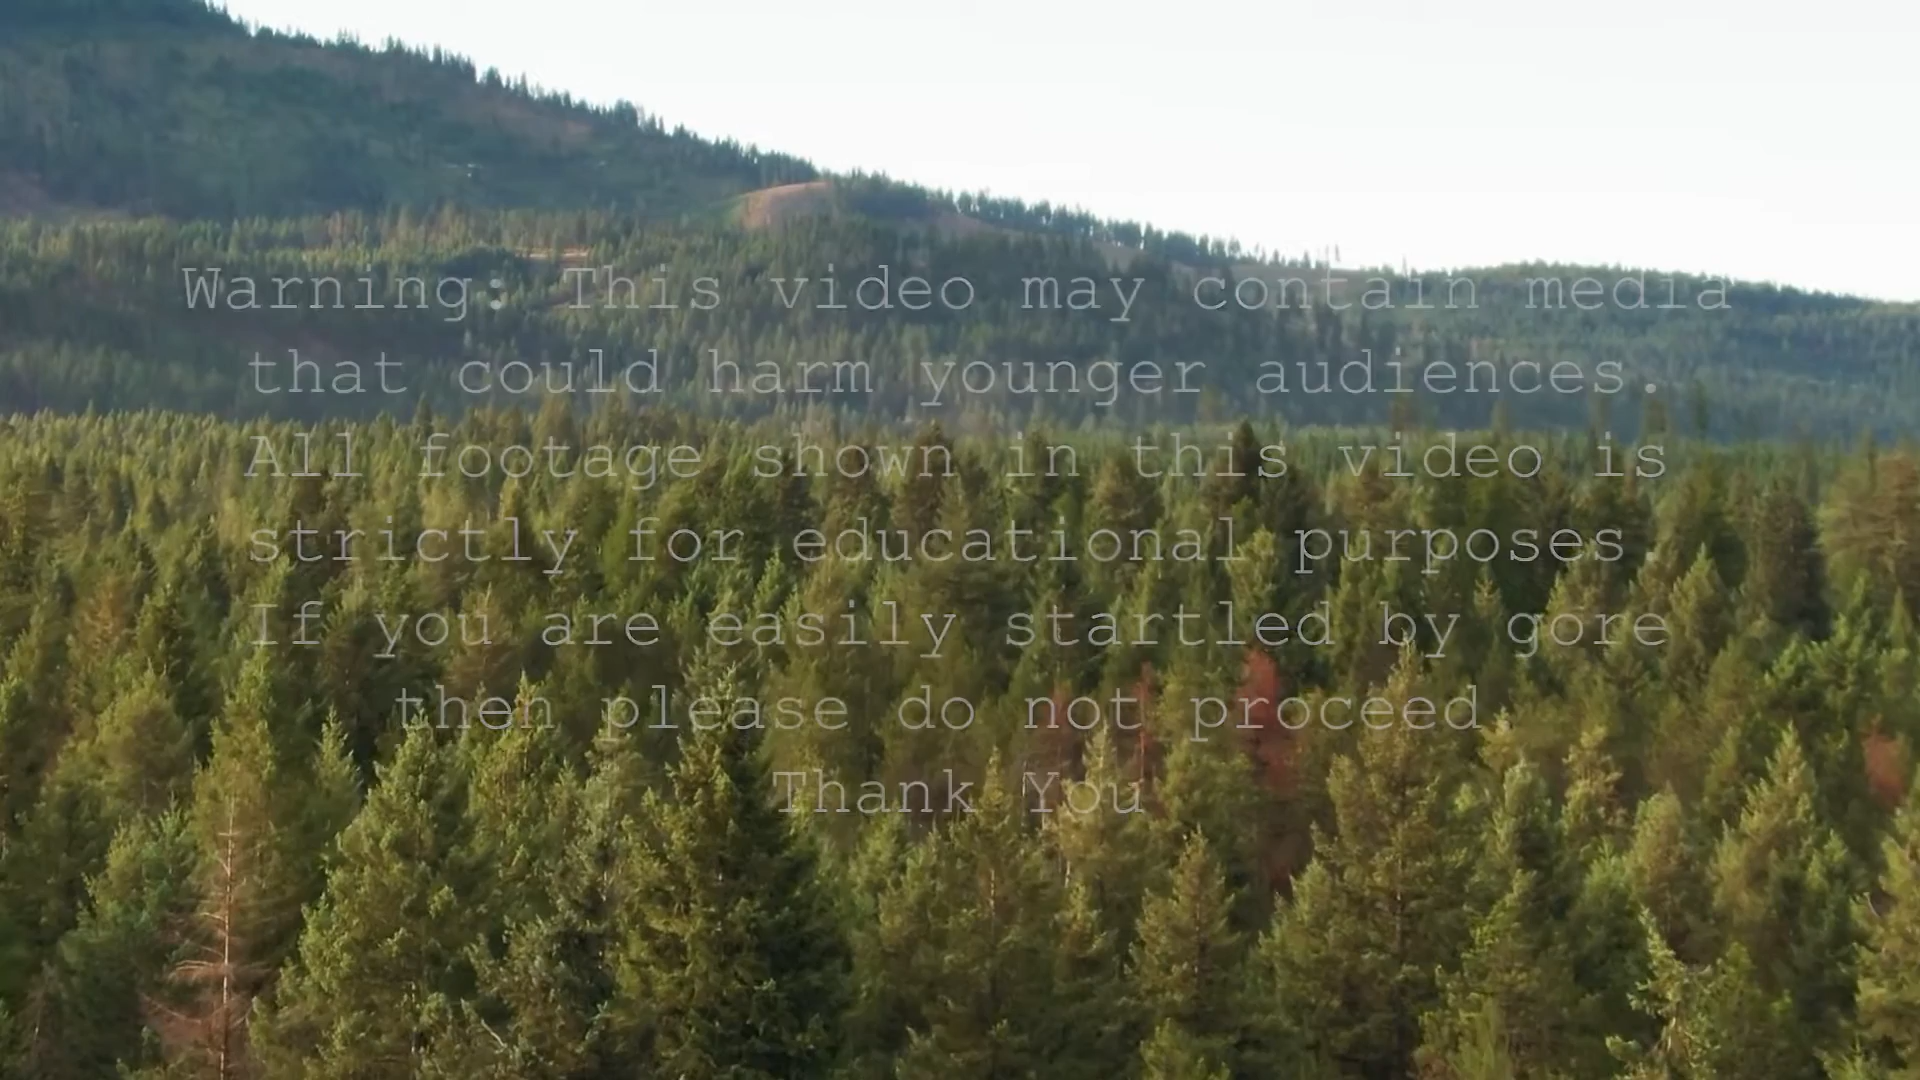 Warning: This video may contain media
that could harm younger audiences.
All footage shown in this video is
strictly for educational purposes
If you are easily startled by gore
then please do not proceed
Thank You